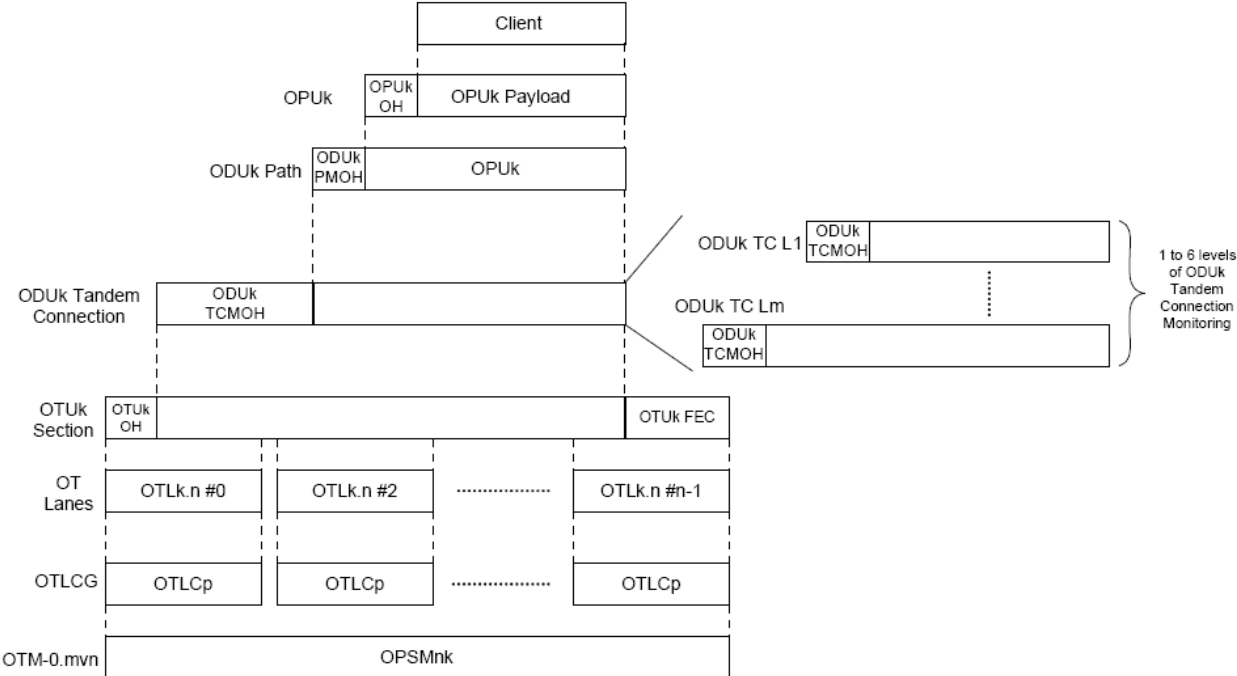 Client
OPUk
OPUk
OH
OPUk Payload
ODUk Path
ODUk
PMOH
OPUk
ODUk TC L1
ODUk
TCMOH
1 to 6 levels
of ODUk
Tandem
Connection
Monitoring
ODUk Tandem
Connection
ODUk
TCMOH
ODUk TC Lm
ODUk
TCMOH
OTUk
Section
OTUk
OH
OTUk FEC
OT
Lanes
OTLk.n #0
OTLk.n #2
OTLk.n #n-1
OTLCG
OTLCp
OTLCp
OTLCp
OTM-0.mvn
OPSMnk